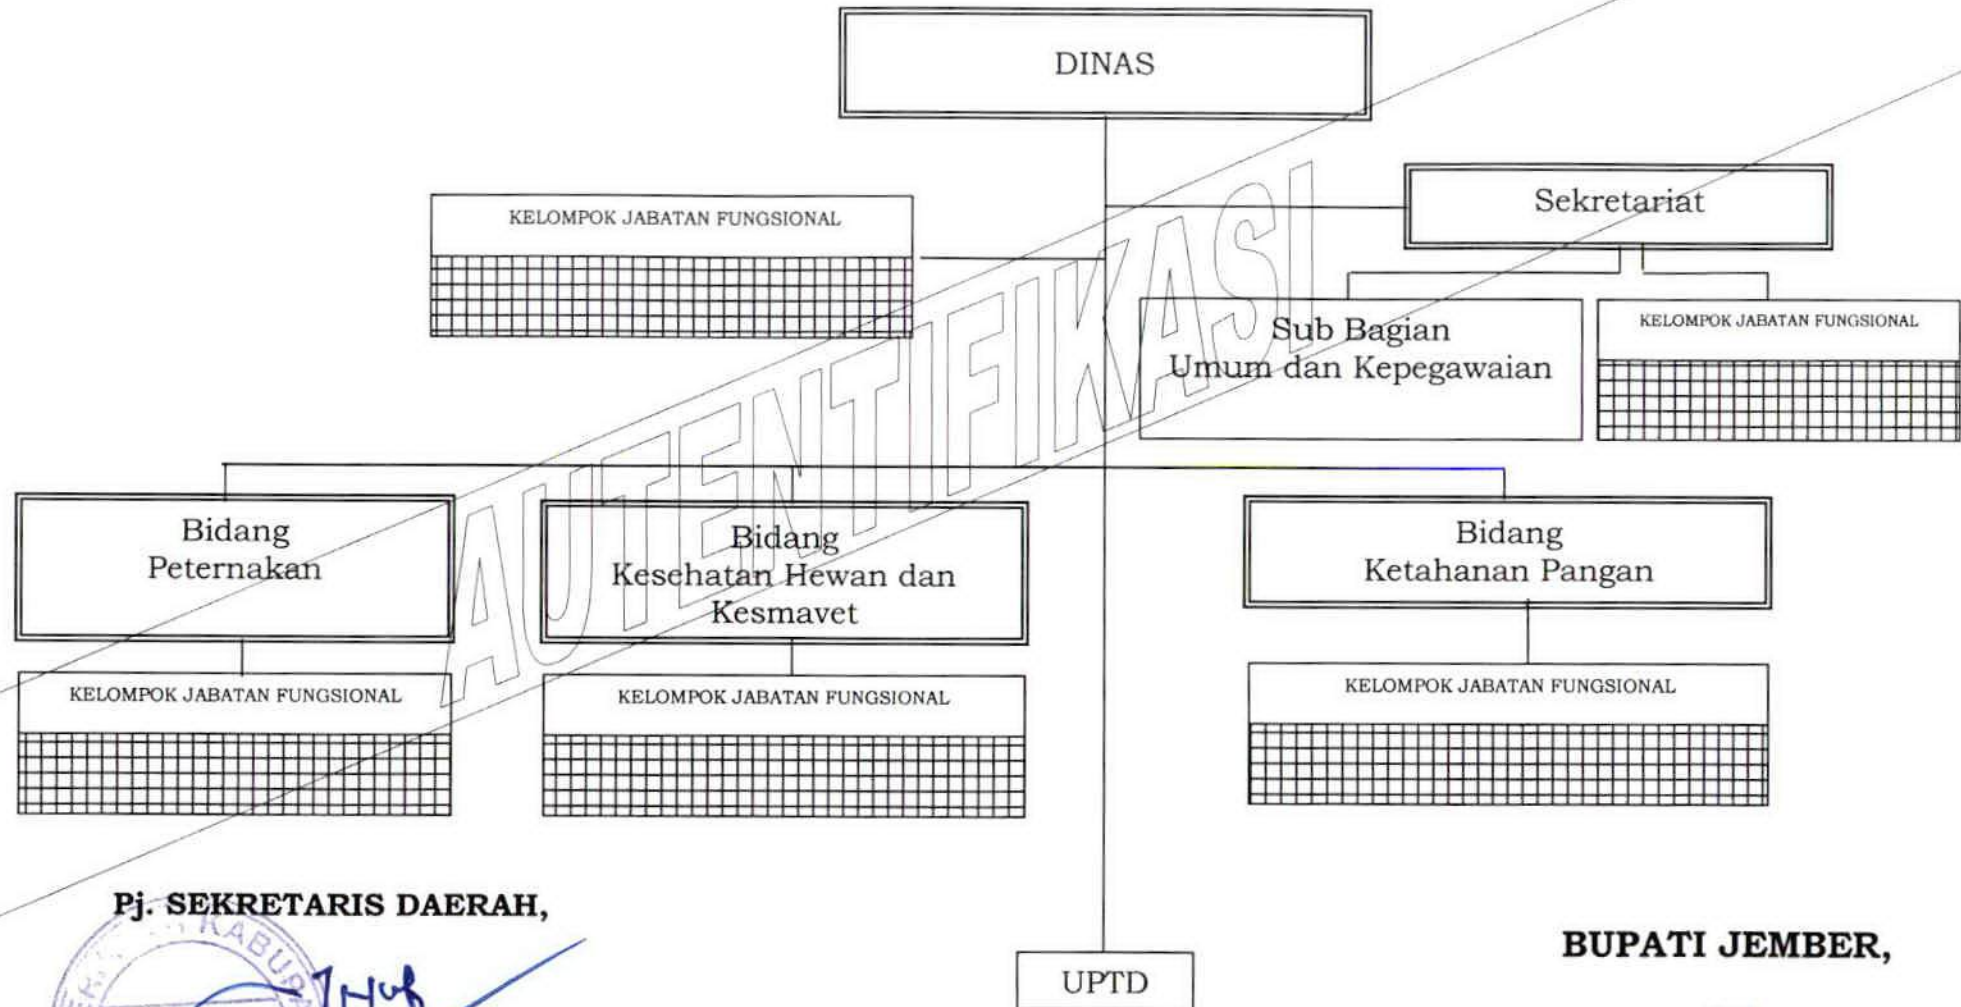 DINAS
Sekretariat
KELOMPOK JABATAN FUNGSIONAL
Sub Bagian
Umum dan Kepegawaian
KELOMPOK JABATAN FUNGSIONAL
AUTENTIFIKASI
Bidang
Peternakan
Bidang
Kesehatan Hewan dan
Kesmavet
Bidang
Ketahanan Pangan
KELOMPOK JABATAN FUNGSIONAL
KELOMPOK JABATAN FUNGSIONAL
KELOMPOK JABATAN FUNGSIONAL
Pj. SEKRETARIS DAERAH,
BUPATI JEMBER,
UPTD